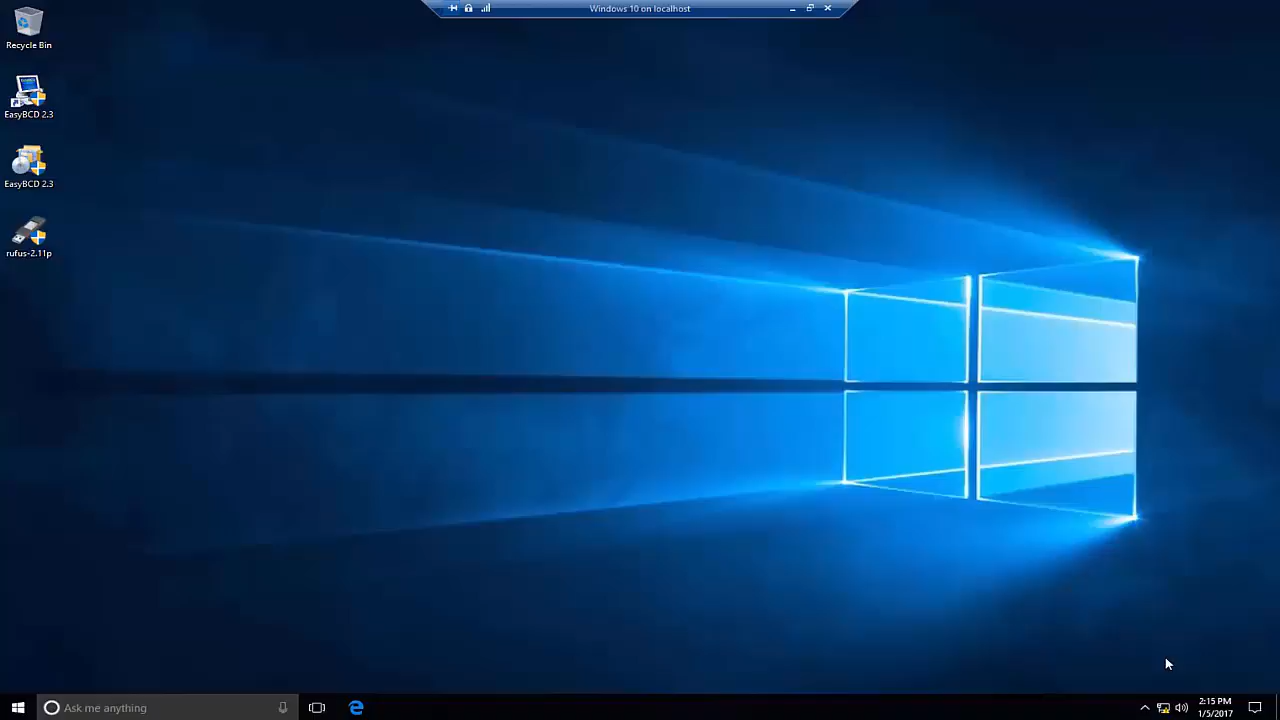 Windows 10 on localhost
Recycle Bin
EasyBCD 2.3
EasyBCD 2.3
rufus-2.11p
Ask me anything
2:15 PM
1/5/2017